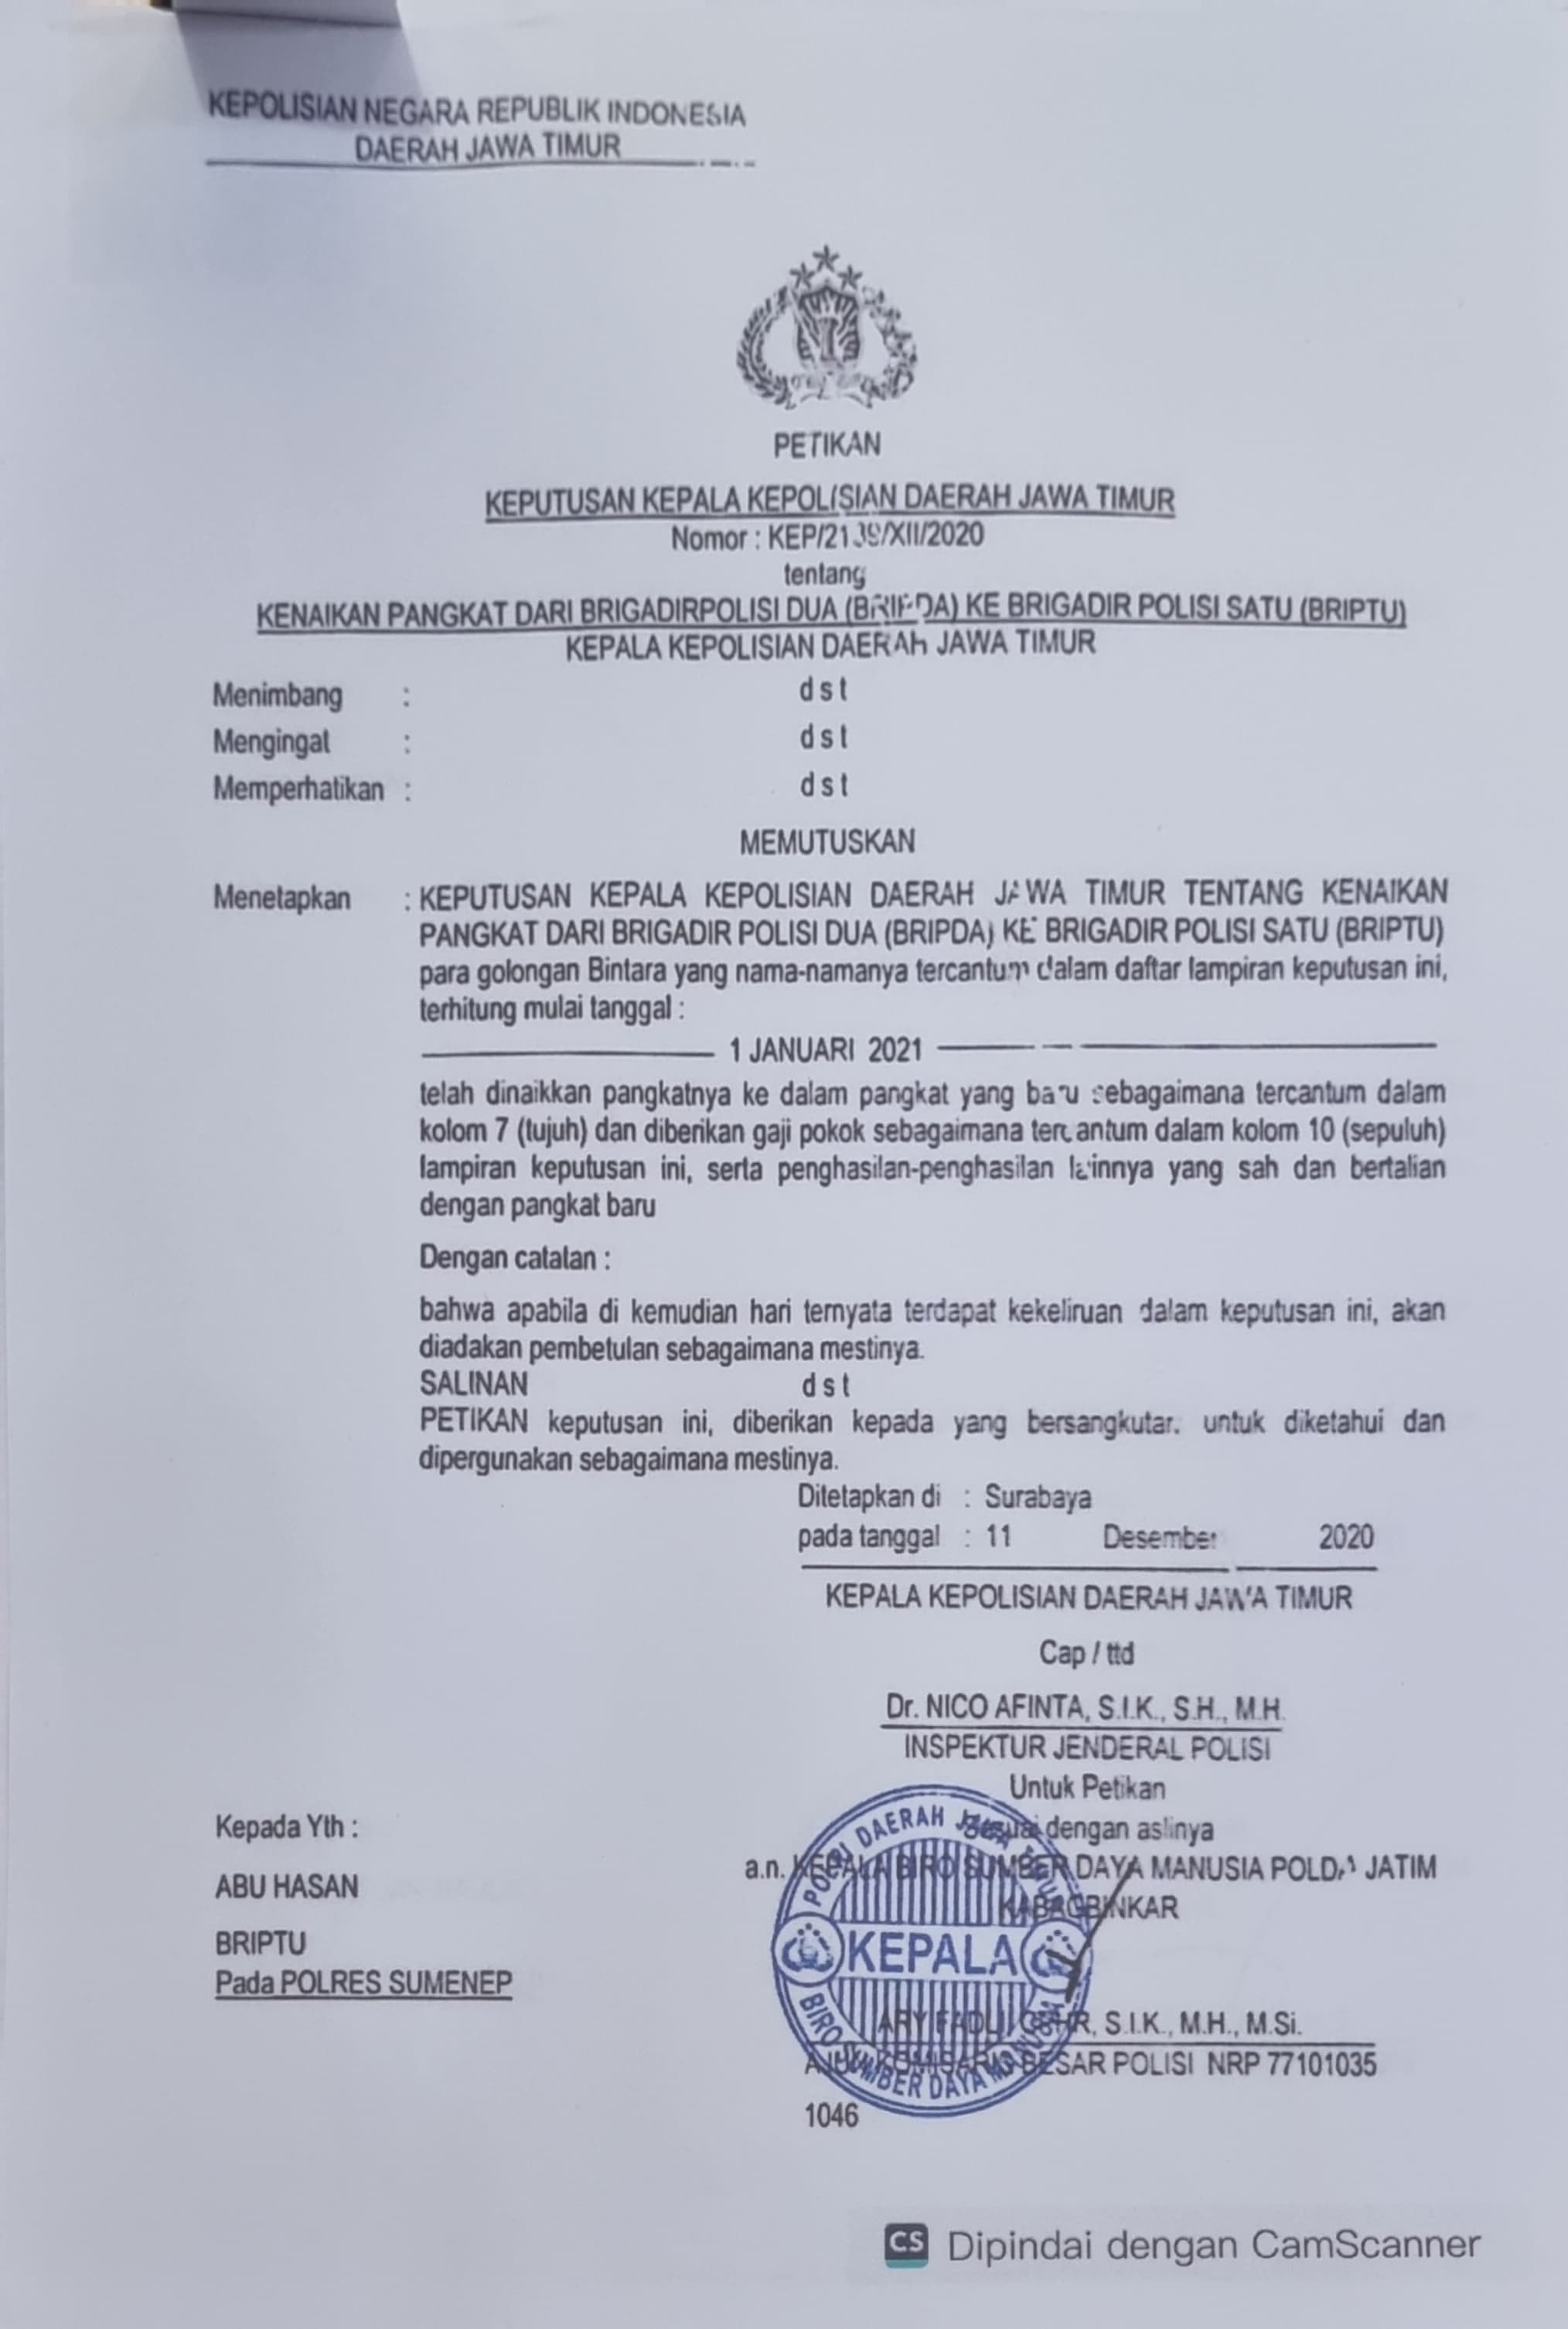 KEPOLISIAN NEGARA REPUBLIK INDONESIA
DAERAH JAWA TIMUR
PETIKAN
KEPUTUSAN KEPALA KEPOLISIAN DAERAH JAWA TIMUR
Nomor : KEP/2139/XII/2020
tentang
KENAIKAN PANGKAT DARI BRIGADIRPOLISI DUA (BRIPDA) KE BRIGADIR POLISI SATU (BRIPTU)
KEPALA KEPOLISIAN DAERAH JAWA TIMUR
Menimbang : d s t
Mengingat : d s t
Memperhatikan : d s t
MEMUTUSKAN
Menetapkan : KEPUTUSAN KEPALA KEPOLISIAN DAERAH JAWA TIMUR TENTANG KENAIKAN
PANGKAT DARI BRIGADIR POLISI DUA (BRIPDA) KE BRIGADIR POLISI SATU (BRIPTU)
para golongan Bintara yang nama-namanya tercantum dalam daftar lampiran keputusan ini,
terhitung mulai tanggal :
1 JANUARI 2021
telah dinaikkan pangkatnya ke dalam pangkat yang baru sebagaimana tercantum dalam
kolom 7 (tujuh) dan diberikan gaji pokok sebagaimana tercantum dalam kolom 10 (sepuluh)
lampiran keputusan ini, serta penghasilan-penghasilan lainnya yang sah dan bertalian
dengan pangkat baru
Dengan catatan :
bahwa apabila di kemudian hari ternyata terdapat kekeliruan dalam keputusan ini, akan
diadakan pembetulan sebagaimana mestinya.
SALINAN d s t
PETIKAN keputusan ini, diberikan kepada yang bersangkutan untuk diketahui dan
dipergunakan sebagaimana mestinya.
Ditetapkan di : Surabaya
pada tanggal : 11 Desember 2020
KEPALA KEPOLISIAN DAERAH JAWA TIMUR
Cap / ttd
Dr. NICO AFINTA, S.I.K., S.H., M.H.
INSPEKTUR JENDERAL POLISI
Untuk Petikan
Sesuai dengan aslinya
a.n. KEPALA BIRO SUMBER DAYA MANUSIA POLDA JATIM
KABAGBINKAR
Kepada Yth :
ABU HASAN
BRIPTU
Pada POLRES SUMENEP
POLRI DAERAH JAWA TIMUR
KEPALA
BIRO SUMBER DAYA MANUSIA
ARY FADLI, S.I.K., M.H., M.Si.
AJUN KOMISARIS BESAR POLISI NRP 77101035
1046
CS Dipindai dengan CamScanner